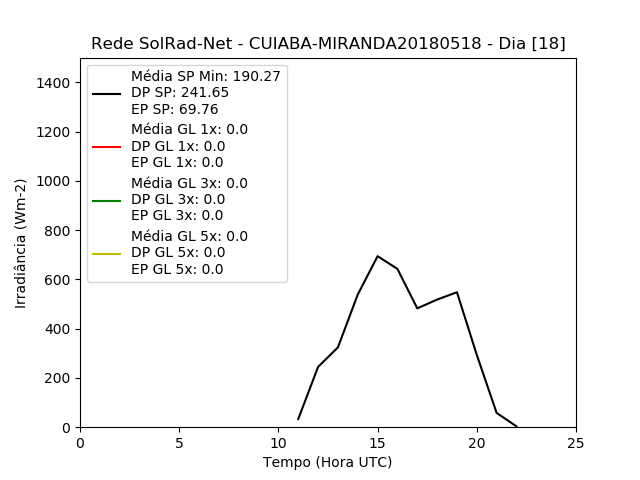 Rede SolRad-Net - CUIABA-MIRANDA20180518 - Dia [18]
Média SP Min: 190.27
DP SP: 241.65
EP SP: 69.76
Média GL 1x: 0.0
DP GL 1x: 0.0
EP GL 1x: 0.0
Média GL 3x: 0.0
DP GL 3x: 0.0
EP GL 3x: 0.0
Média GL 5x: 0.0
DP GL 5x: 0.0
EP GL 5x: 0.0
Irradiância (Wm-2)
1400
1200
1000
800
600
400
200
0
0 5 10 15 20 25
Tempo (Hora UTC)